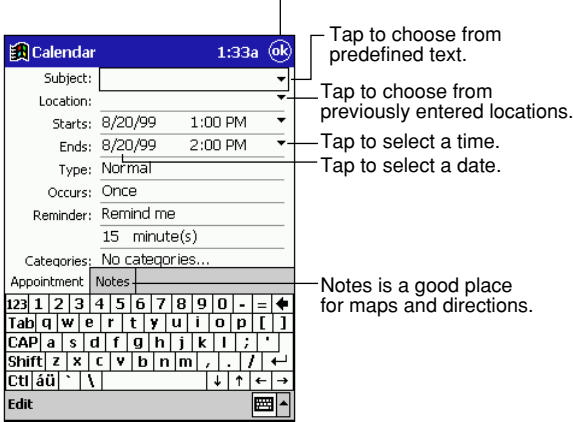 Calendar 1:33a ok
Subject:
Location:
Starts: 8/20/99 1:00 PM
Ends: 8/20/99 2:00 PM
Type: Normal
Occurs: Once
Reminder: Remind me
15 minute(s)
Categories: No categories...
Appointment Notes
123 1 2 3 4 5 6 7 8 9 0 - =
Tab q w e r t y u i o p [ ]
CAP a s d f g h j k l ; '
Shift z x c v b n m , . /
Ctl áü ` \
Edit
Tap to choose from
predefined text.
Tap to choose from
previously entered locations.
Tap to select a time.
Tap to select a date.
Notes is a good place
for maps and directions.